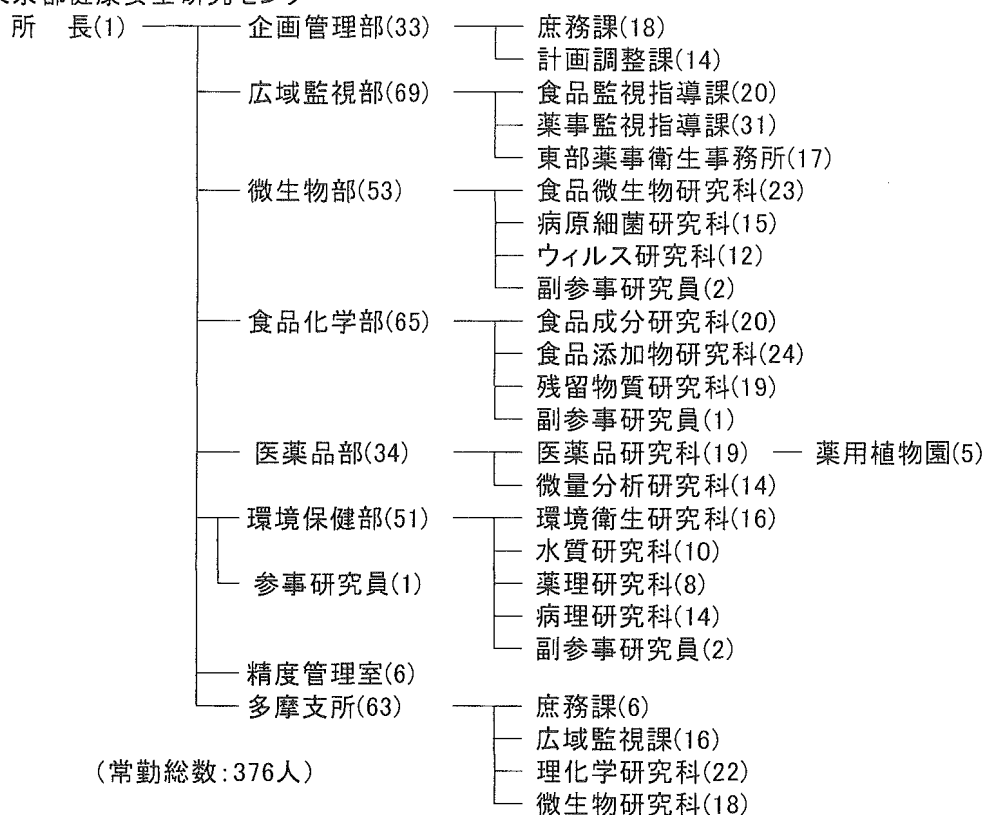 所　長(1) 企画管理部(33) 庶務課(18)
計画調整課(14)
広域監視部(69) 食品監視指導課(20)
薬事監視指導課(31)
東部薬事衛生事務所(17)
微生物部(53) 食品微生物研究科(23)
病原細菌研究科(15)
ウィルス研究科(12)
副参事研究員(2)
食品化学部(65) 食品成分研究科(20)
食品添加物研究科(24)
残留物質研究科(19)
副参事研究員(1)
医薬品部(34) 医薬品研究科(19) 薬用植物園(5)
微量分析研究科(14)
環境保健部(51) 環境衛生研究科(16)
水質研究科(10)
参事研究員(1) 薬理研究科(8)
病理研究科(14)
副参事研究員(2)
精度管理室(6)
多摩支所(63) 庶務課(6)
広域監視課(16)
（常勤総数:376人） 理化学研究科(22)
微生物研究科(18)